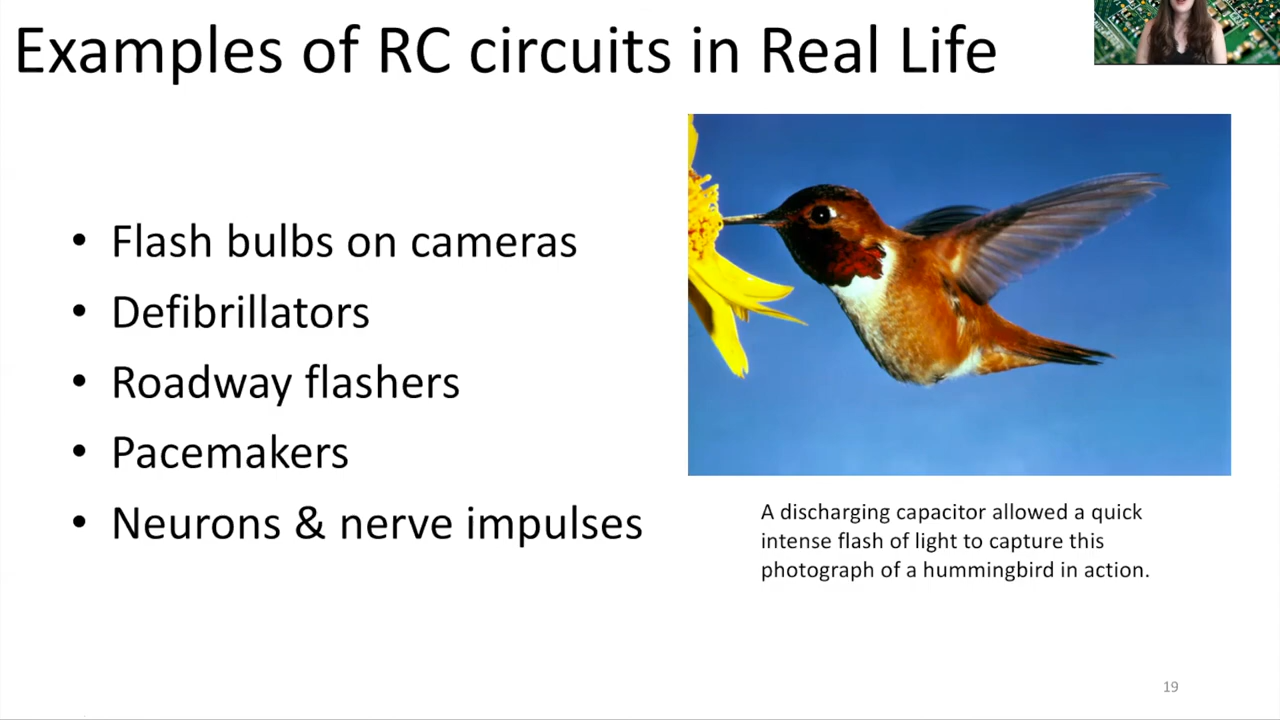 Examples of RC circuits in Real Life
• Flash bulbs on cameras
• Defibrillators
• Roadway flashers
• Pacemakers
• Neurons & nerve impulses
A discharging capacitor allowed a quick
intense flash of light to capture this
photograph of a hummingbird in action.
19